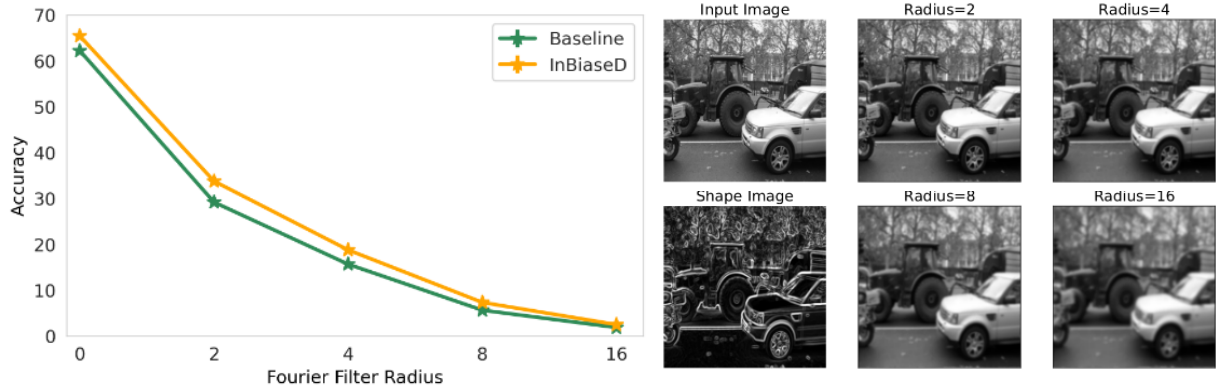 70
60
50
40
30
20
10
0
Accuracy
0 2 4 8 16
Fourier Filter Radius
Baseline
InBiaseD
Input Image
Radius=2
Radius=4
Shape Image
Radius=8
Radius=16